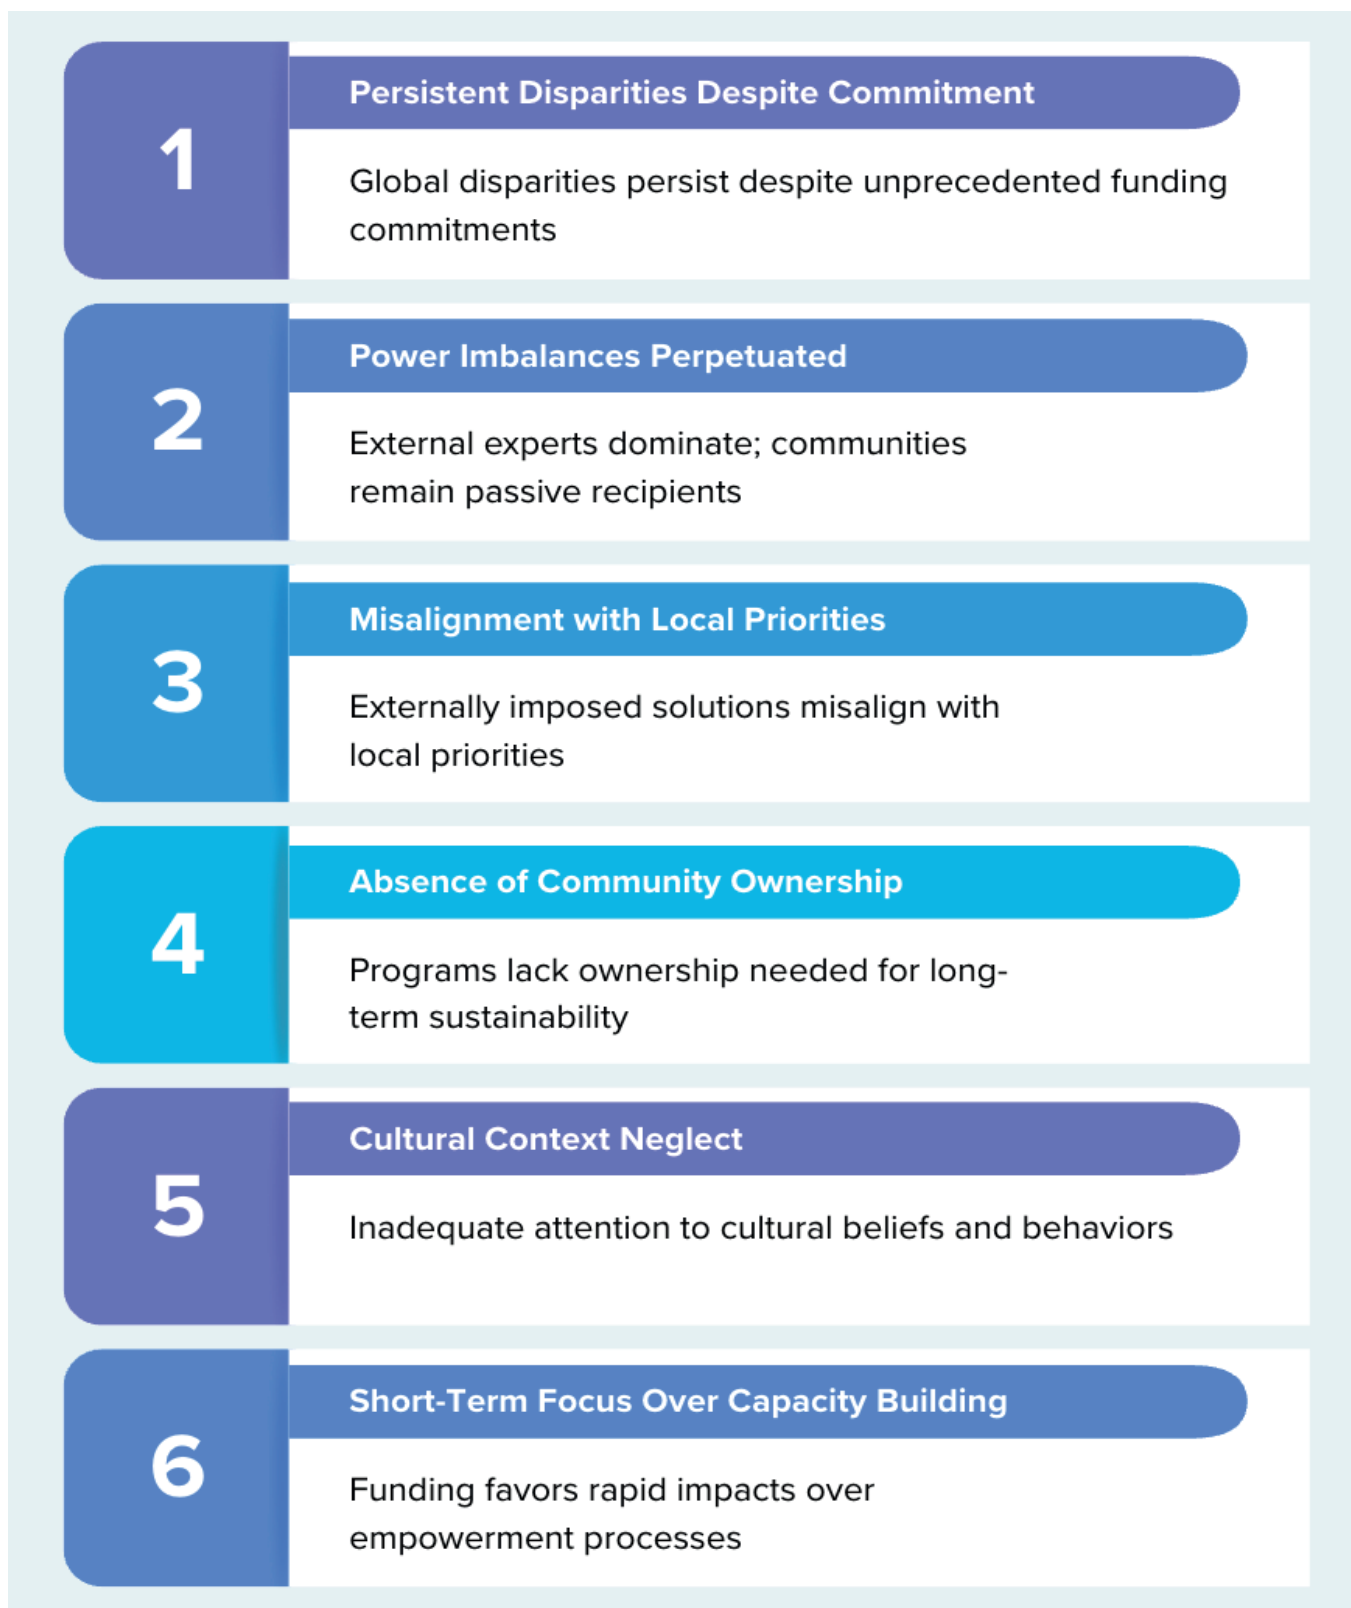 1
Persistent Disparities Despite Commitment
Global disparities persist despite unprecedented funding
commitments
2
Power Imbalances Perpetuated
External experts dominate; communities
remain passive recipients
3
Misalignment with Local Priorities
Externally imposed solutions misalign with
local priorities
4
Absence of Community Ownership
Programs lack ownership needed for long-
term sustainability
5
Cultural Context Neglect
Inadequate attention to cultural beliefs and behaviors
6
Short-Term Focus Over Capacity Building
Funding favors rapid impacts over
empowerment processes